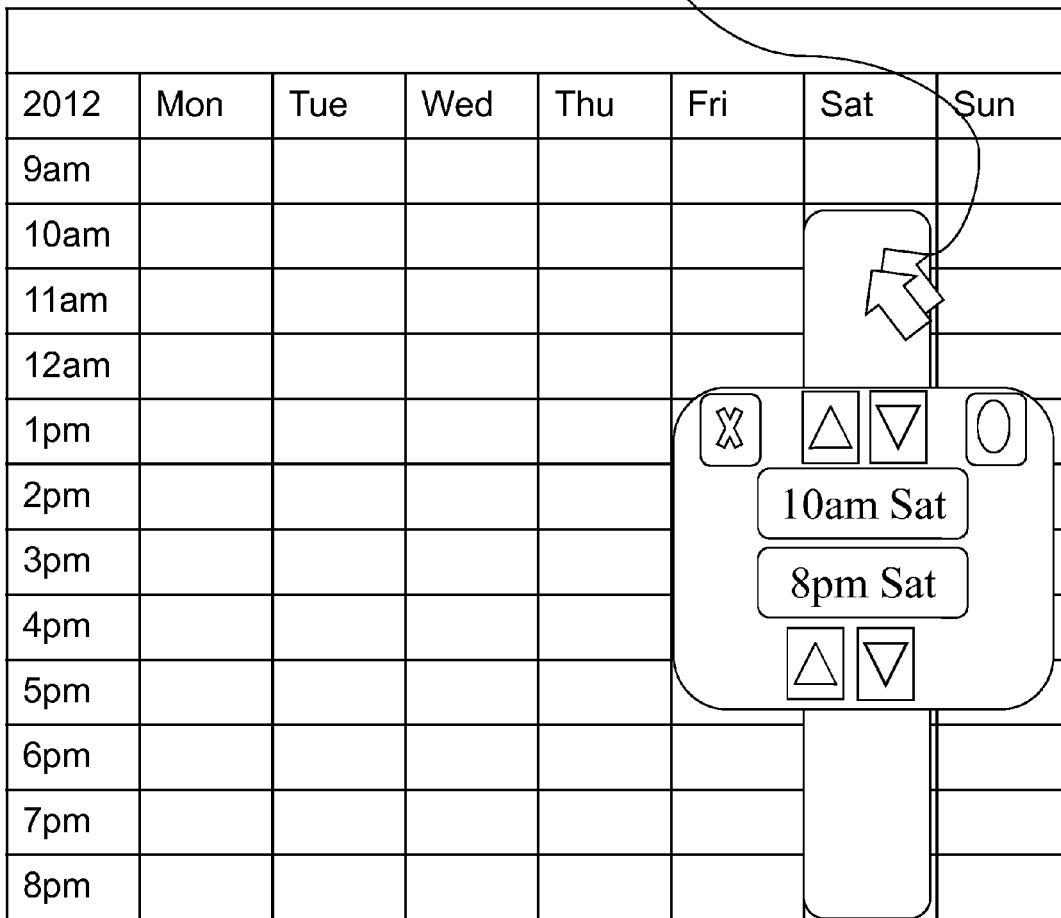 2012 Mon Tue Wed Thu Fri Sat Sun
9am
10am
11am
12am
1pm
X
2pm
10am Sat
3pm
8pm Sat
4pm
5pm
6pm
7pm
8pm